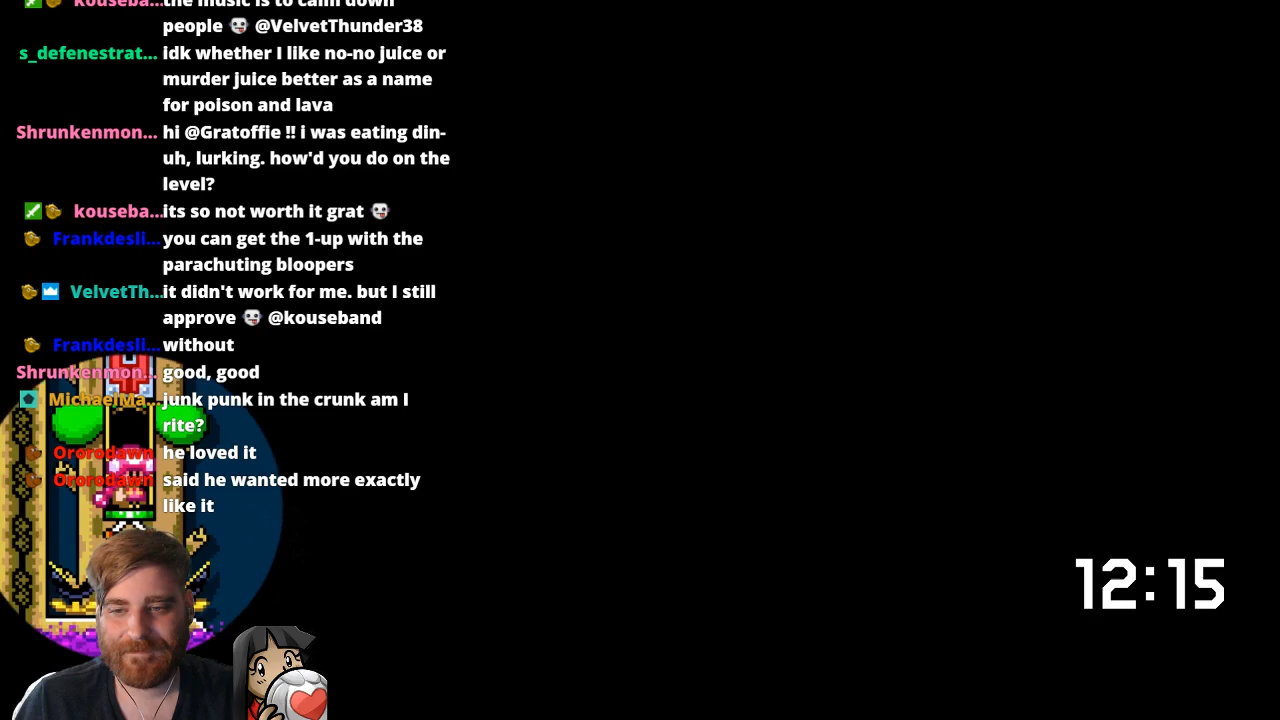 kouseba... the music is to calm down
people @VelvetThunder38
s_defenestrat... idk whether I like no-no juice or
murder juice better as a name
for poison and lava
Shrunkenmon... hi @Gratoffie !! i was eating din-
uh, lurking. how'd you do on the
level?
kouseba... its so not worth it grat
Frankdesli... you can get the 1-up with the
parachuting bloopers
VelvetTh... it didn't work for me. but I still
approve @kouseband
Frankdesli... without
Shrunkenmon... good, good
MichaelMa... junk punk in the crunk am I
rite?
Ororodawn he loved it
Ororodawn said he wanted more exactly
like it
12:15